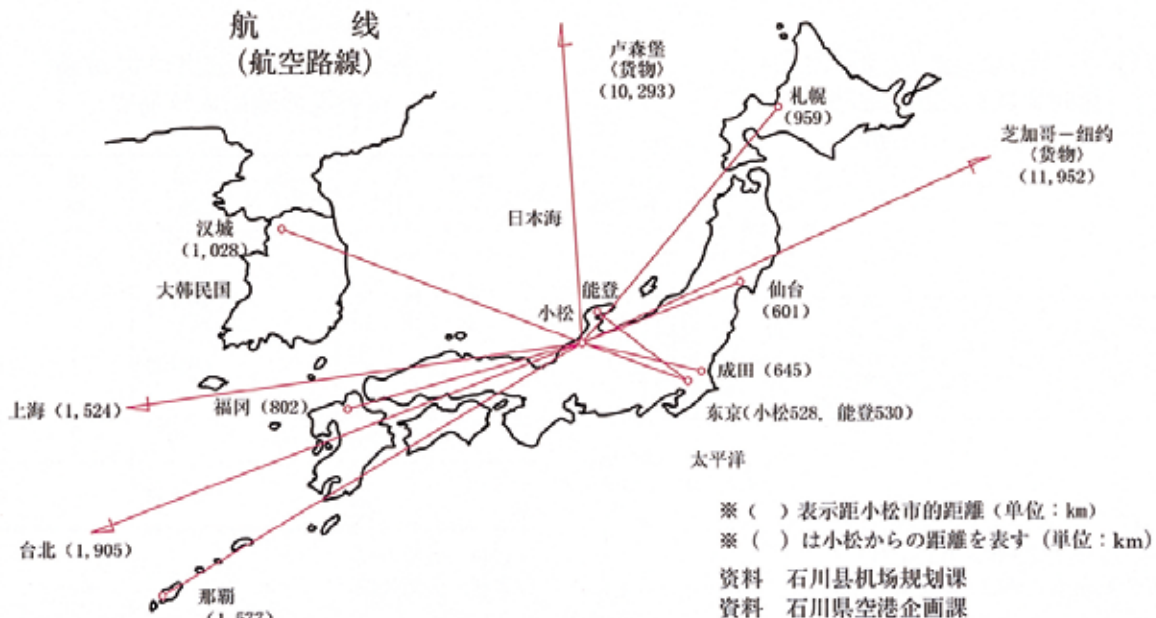 航 线
(航空路線)
卢森堡
〈货物〉
(10,293)
札幌
(959)
芝加哥－纽约
〈货物〉
(11,952)
日本海
汉城
(1,028)
大韩民国
能登
小松
仙台
(601)
成田 (645)
上海 (1,524)
福冈 (802)
东京(小松528．能登530)
太平洋
台北 (1,905)
那覇
※（ ）表示距小松市的距離（单位：km）
※（ ）は小松からの距離を表す（単位：km）
资料 石川县机场规划课
資料 石川県空港企画課